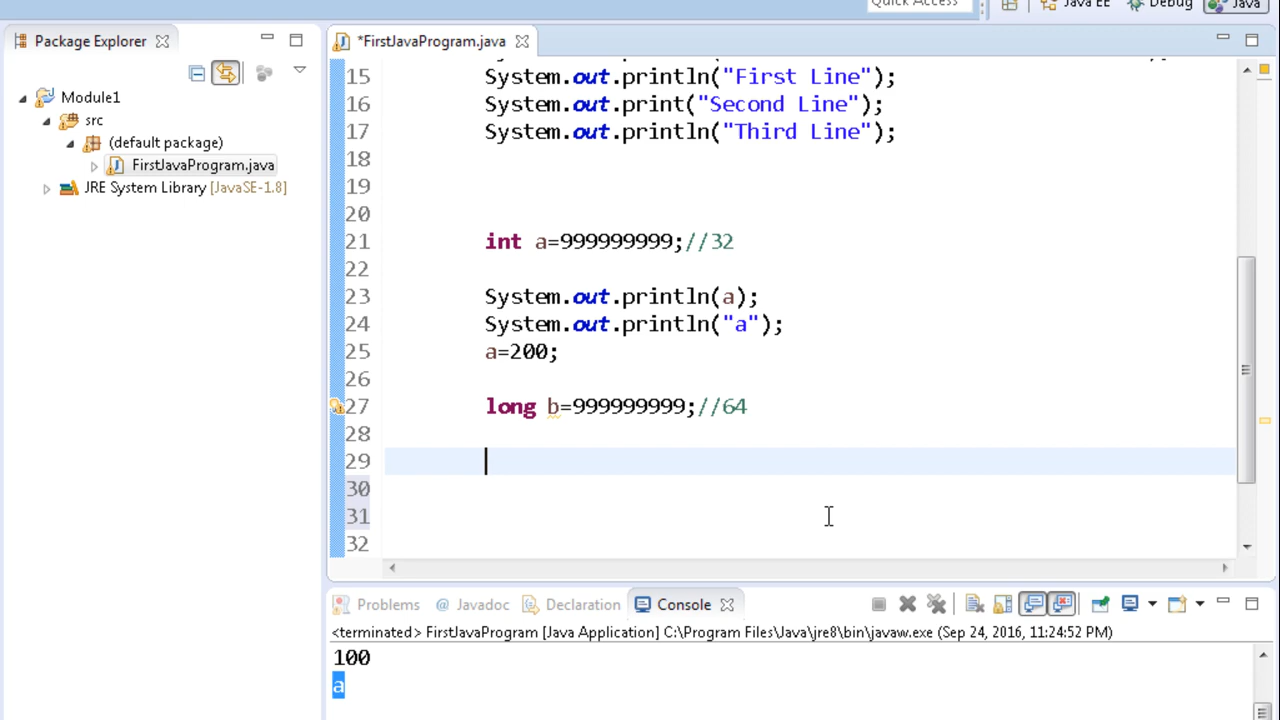 Quick Access
Java EE
Debug
Java
Package Explorer
Module1
src
(default package)
FirstJavaProgram.java
JRE System Library [JavaSE-1.8]
*FirstJavaProgram.java
15 System.out.println("First Line");
16 System.out.print("Second Line");
17 System.out.println("Third Line");
18
19
20
21 int a=999999999;//32
22
23 System.out.println(a);
24 System.out.println("a");
25 a=200;
26
27 long b=999999999;//64
28
29
30
31
32
Problems @ Javadoc Declaration Console
<terminated> FirstJavaProgram [Java Application] C:\Program Files\Java\jre8\bin\javaw.exe (Sep 24, 2016, 11:24:52 PM)
100
a